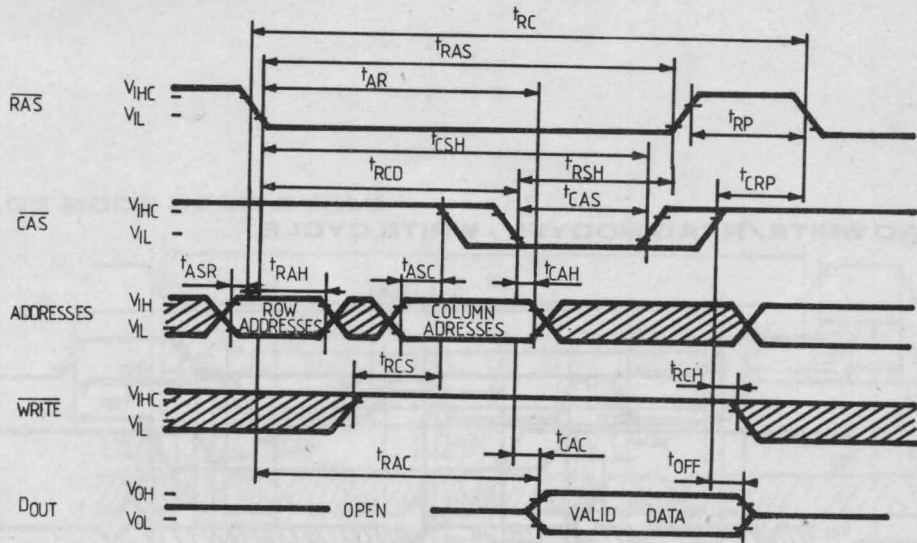 tRC
tRAS
tAR
RAS
VIHC
VIL
tRP
tCSH
tRCD
tRSH
tCRP
tCAS
CAS
VIHC
VIL
tASR
tRAH
tASC
tCAH
ADDRESSES
VIH
VIL
ROW
ADDRESSES
COLUMN
ADRESSES
tRCS
tRCH
WRITE
VIHC
VIL
tCAC
tRAC
tOFF
DOUT
VOH
VOL
OPEN
VALID DATA